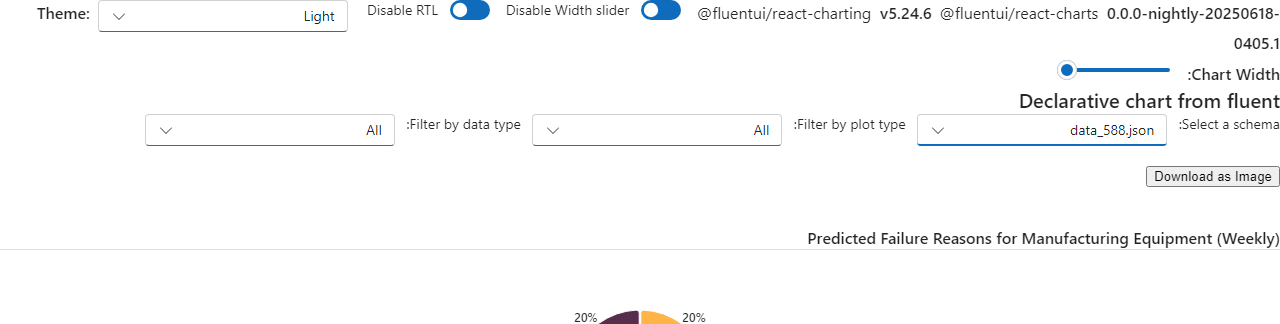 Theme: Light Disable RTL Disable Width slider @fluentui/react-charting v5.24.6 @fluentui/react-charts 0.0.0-nightly-20250618-
0405.1
:Chart Width
Declarative chart from fluent
:Select a schema data_588.json :Filter by plot type All :Filter by data type All
Download as Image
Predicted Failure Reasons for Manufacturing Equipment (Weekly)
20% 20%